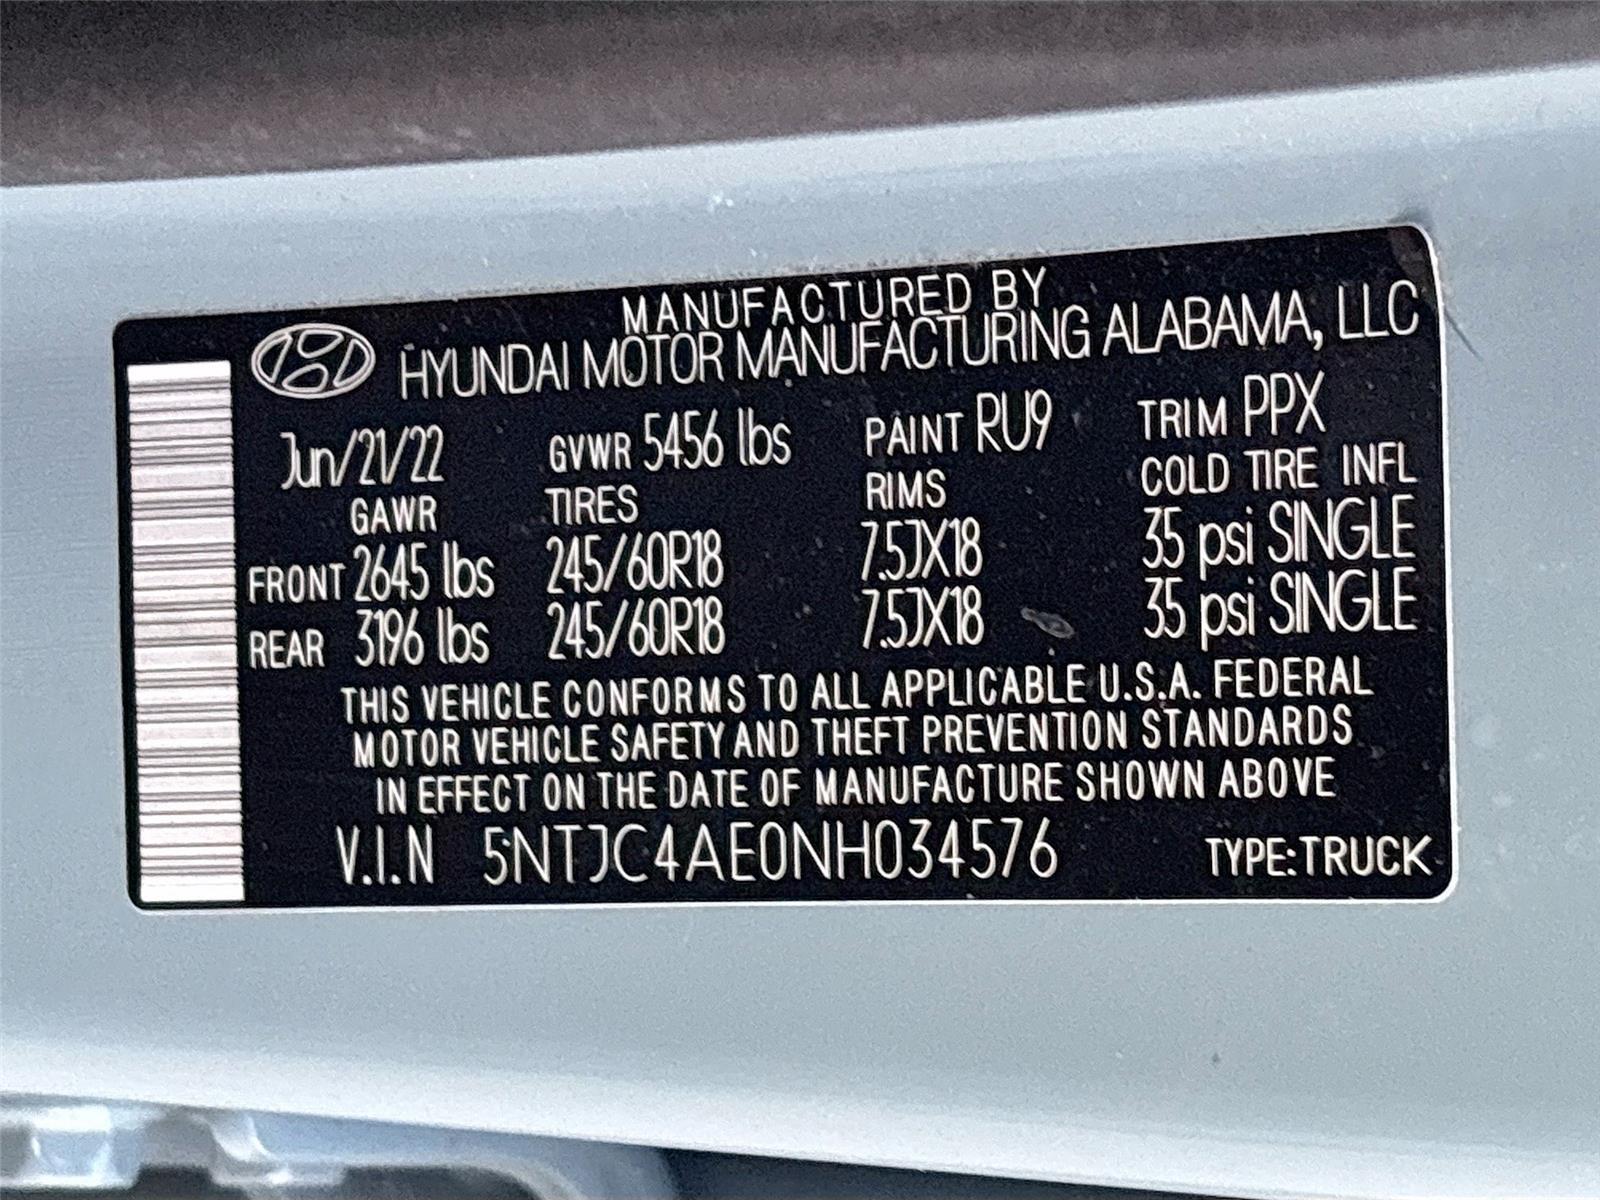 MANUFACTURED BY
HYUNDAI MOTOR MANUFACTURING ALABAMA, LLC
Jun/21/22 GVWR 5456 lbs PAINT RU9 TRIM PPX
GAWR TIRES RIMS COLD TIRE INFL
FRONT 2645 lbs 245/60R18 7.5JX18 35 psi SINGLE
REAR 3196 lbs 245/60R18 7.5JX18 35 psi SINGLE
THIS VEHICLE CONFORMS TO ALL APPLICABLE U.S.A. FEDERAL
MOTOR VEHICLE SAFETY AND THEFT PREVENTION STANDARDS
IN EFFECT ON THE DATE OF MANUFACTURE SHOWN ABOVE
V.I.N 5NTJC4AE0NH034576 TYPE:TRUCK